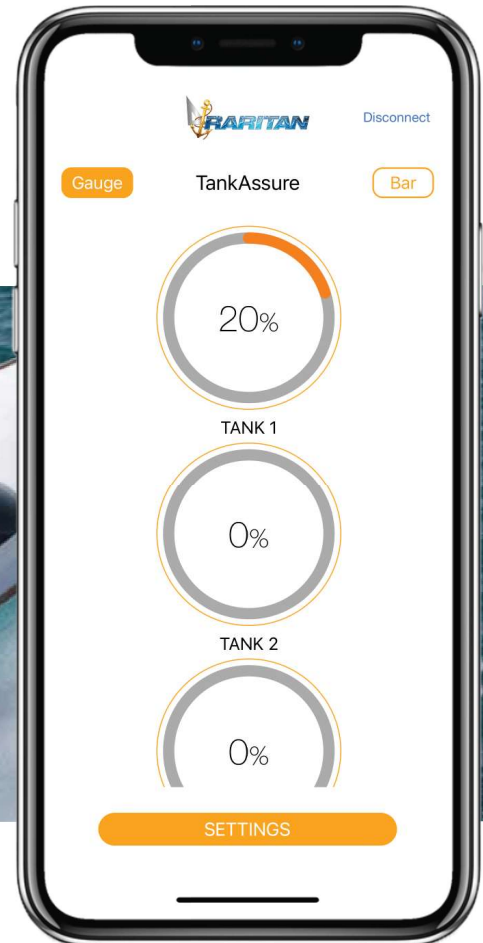 RARITAN
Disconnect
Gauge
TankAssure
Bar
20%
TANK 1
0%
TANK 2
0%
SETTINGS